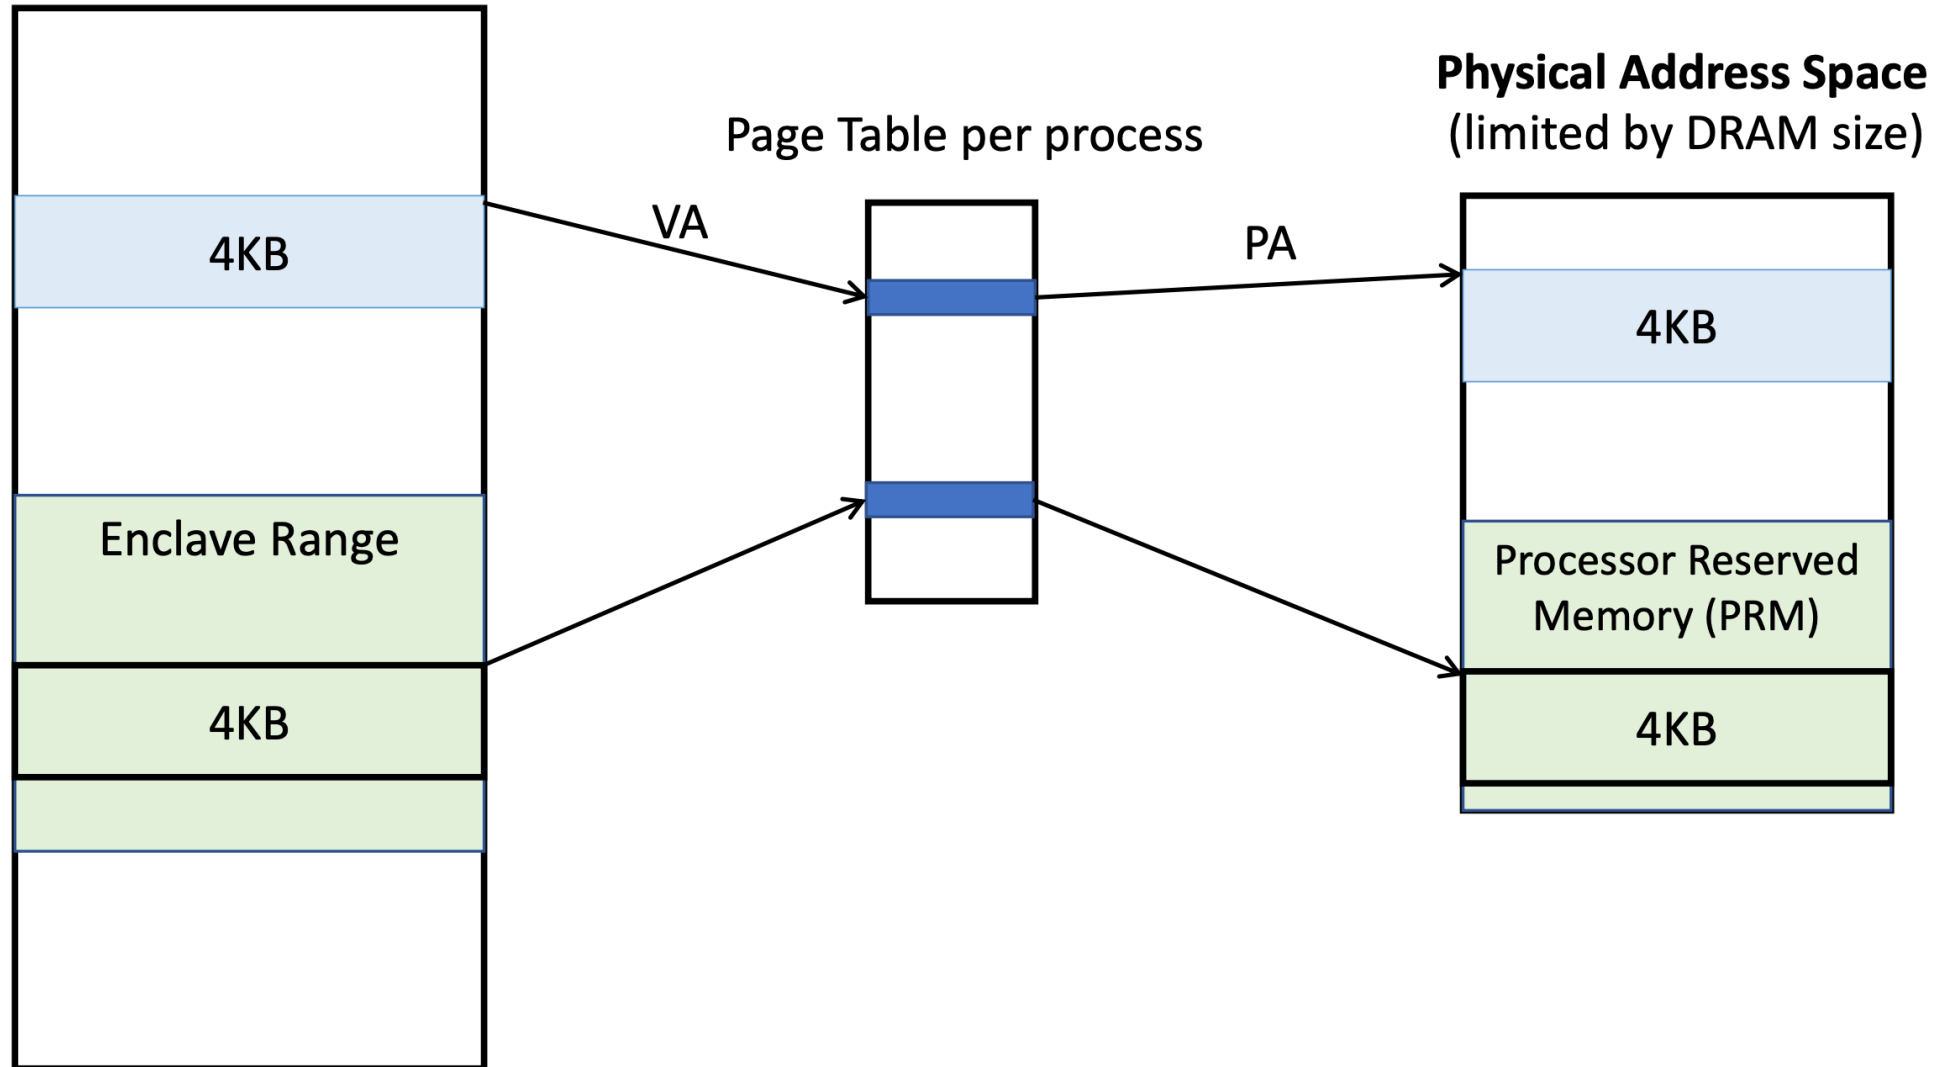 Physical Address Space
(limited by DRAM size)
Page Table per process
VA
PA
4KB
4KB
Enclave Range
Processor Reserved
Memory (PRM)
4KB
4KB